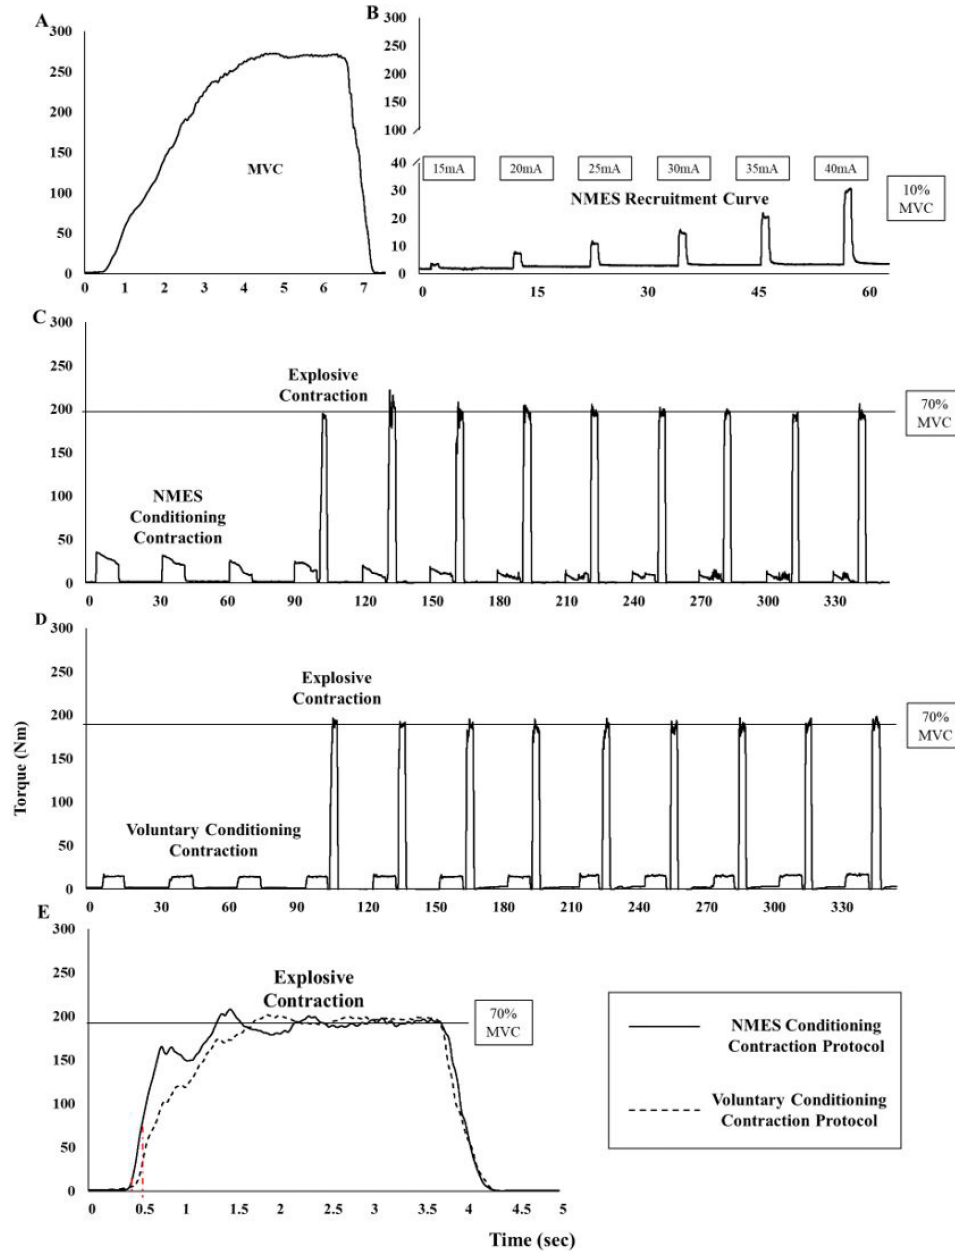 A
300
250
200
150
100
50
0
MVC
0 1 2 3 4 5 6 7
B
300
300
200
100
40
30
20
10
0
15mA 20mA 25mA 30mA 35mA 40mA
NMES Recruitment Curve
10%
MVC
0 15 30 45 60
C
300
250
200
150
100
50
0
Explosive
Contraction
NMES
Conditioning
Contraction
70%
MVC
0 30 60 90 120 150 180 210 240 270 300 330
D
300
250
200
150
100
50
0
Torque (Nm)
Explosive
Contraction
Voluntary Conditioning
Contraction
70%
MVC
0 30 60 90 120 150 180 210 240 270 300 330
E
300
250
200
150
100
50
0
Explosive
Contraction
70%
MVC
0 0.5 1 1.5 2 2.5 3 3.5 4 4.5 5
Time (sec)
NMES Conditioning
Contraction Protocol
Voluntary Conditioning
Contraction Protocol